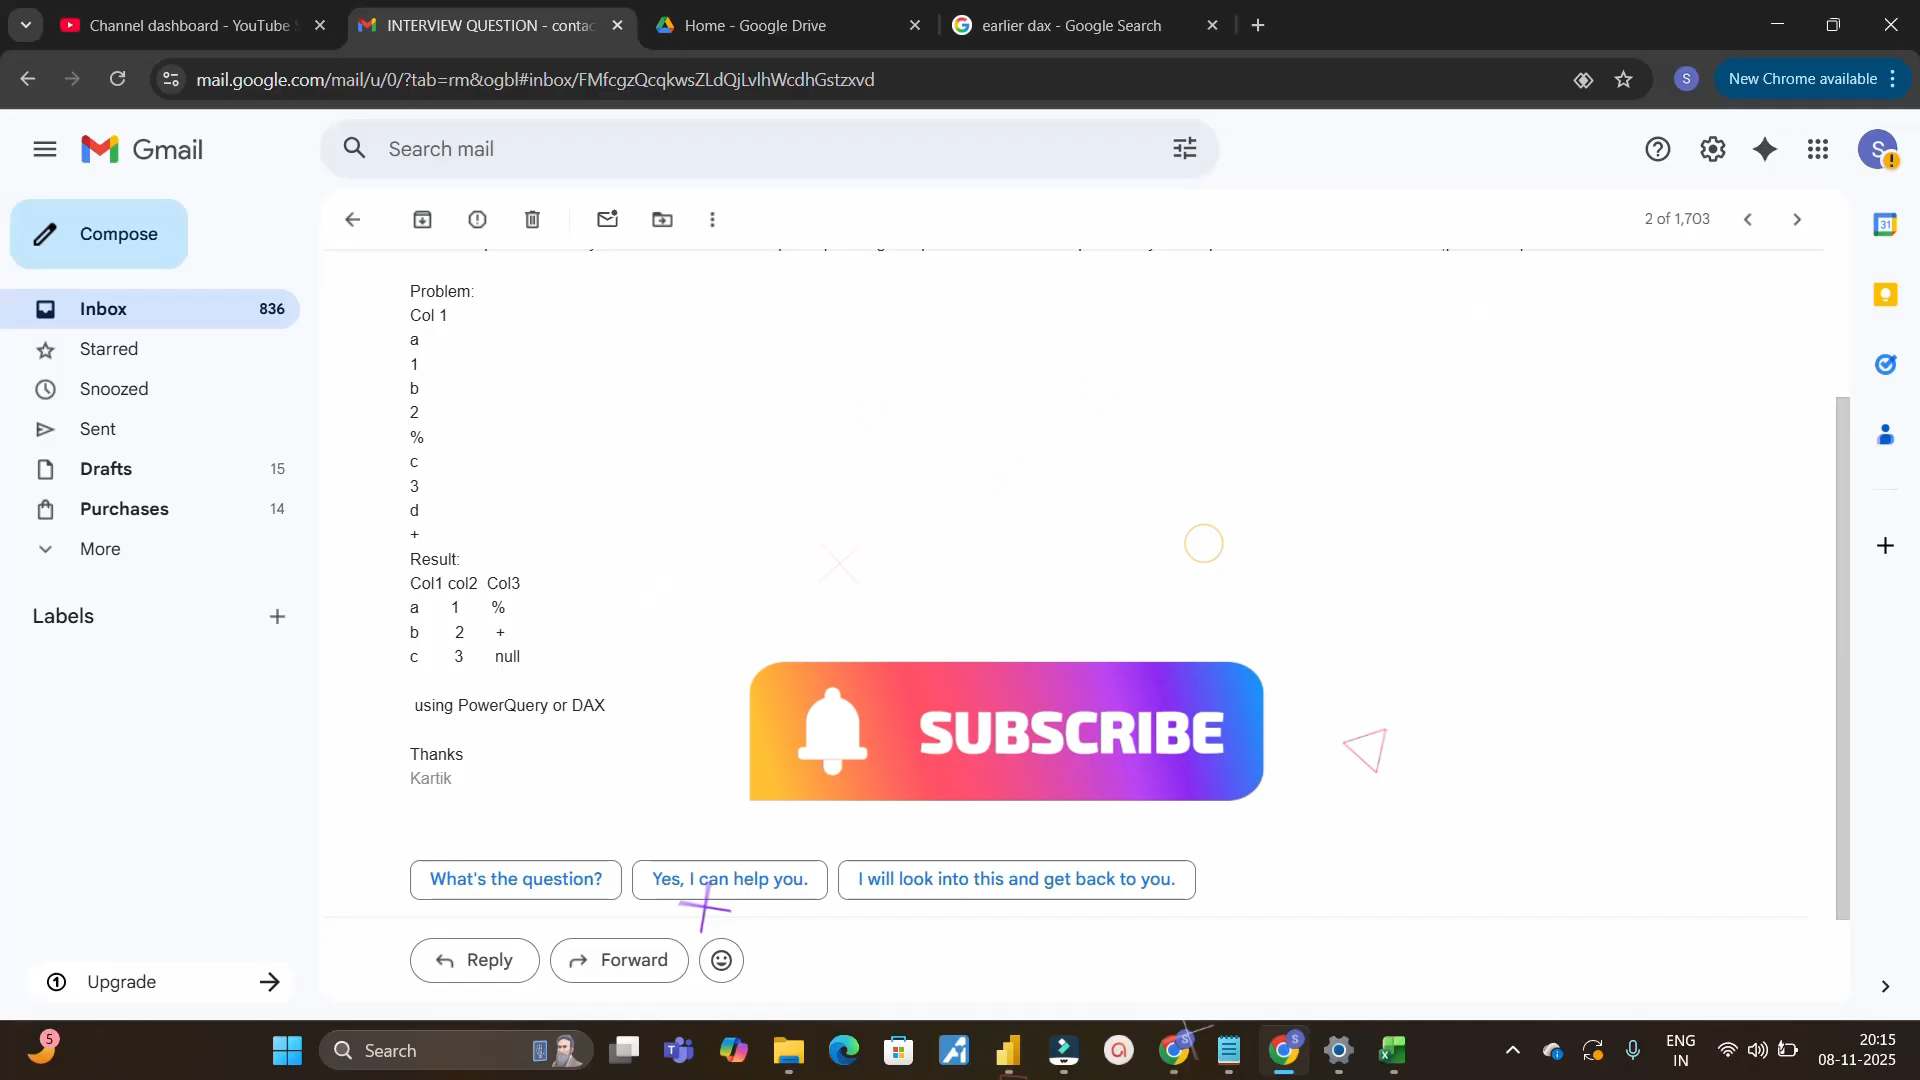 Channel dashboard - YouTube
INTERVIEW QUESTION - contac
Home - Google Drive
earlier dax - Google Search
mail.google.com/mail/u/0/?tab=rm&ogbl#inbox/FMfcgzQcqkwsZLdQjLvlhWcdhGstzxvd
S
New Chrome available
Gmail
Search mail
S
Compose
2 of 1,703
31
Inbox 836
Starred
Snoozed
Sent
Drafts 15
Purchases 14
More
Labels
Upgrade
Problem:
Col 1
a
1
b
2
%
c
3
d
+
Result:
Col1 col2 Col3
a 1 %
b 2 +
c 3 null
using PowerQuery or DAX
Thanks
Kartik
SUBSCRIBE
What's the question?
Yes, I can help you.
I will look into this and get back to you.
Reply
Forward
5
Search
ENG
IN
20:15
08-11-2025